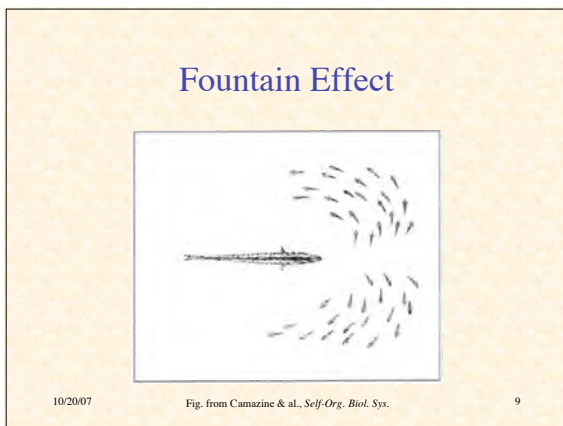 Fountain Effect
10/20/07
Fig. from Camazine & al., Self-Org. Biol. Sys.
9